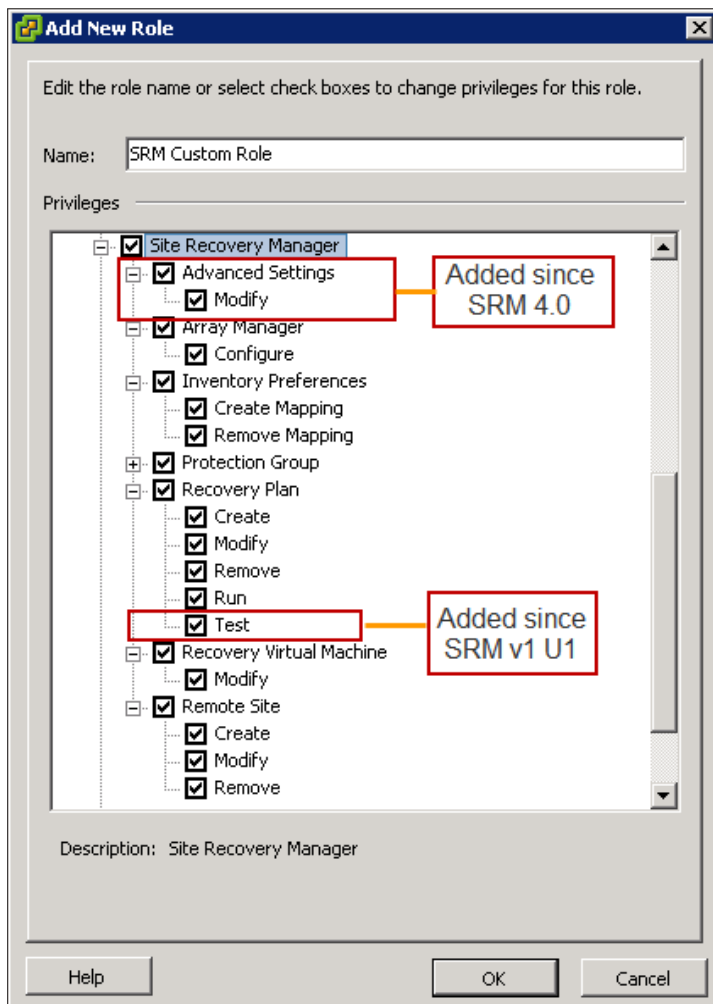 Add New Role
Edit the role name or select check boxes to change privileges for this role.
Name: SRM Custom Role
Privileges
Site Recovery Manager
Advanced Settings
Modify
Added since
SRM 4.0
Array Manager
Configure
Inventory Preferences
Create Mapping
Remove Mapping
Protection Group
Recovery Plan
Create
Modify
Remove
Run
Test
Added since
SRM v1 U1
Recovery Virtual Machine
Modify
Remote Site
Create
Modify
Remove
Description: Site Recovery Manager
Help OK Cancel